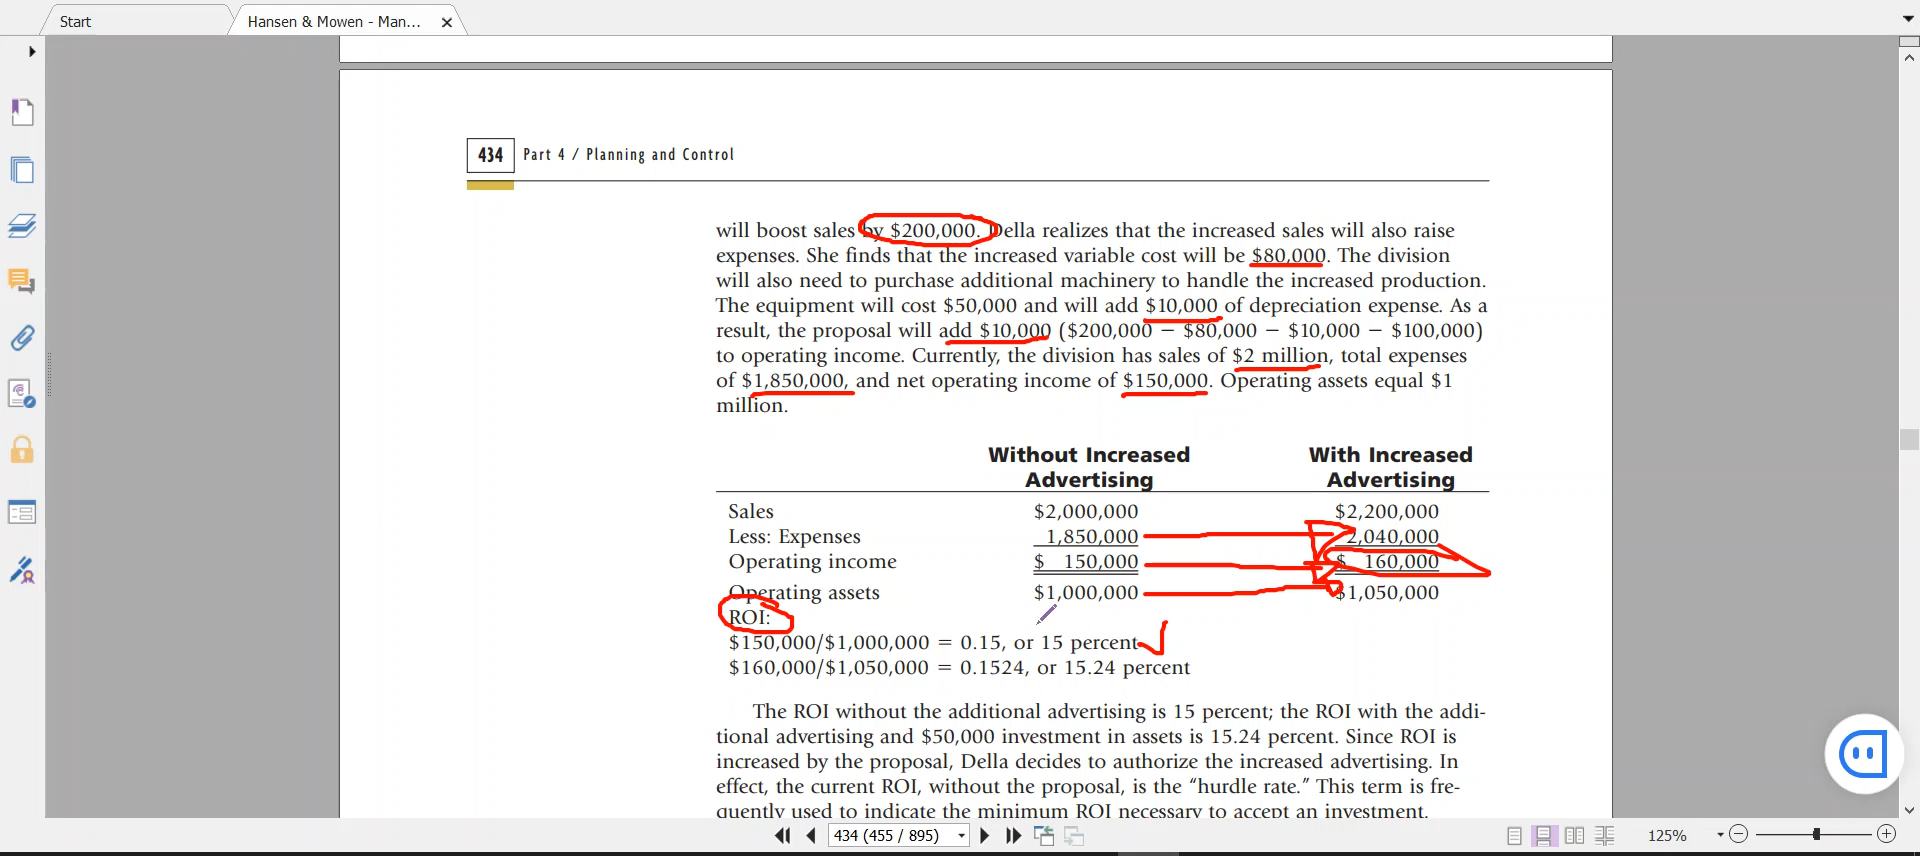 Start
Hansen & Mowen - Man...
434 Part 4 / Planning and Control
will boost sales by $200,000. Della realizes that the increased sales will also raise
expenses. She finds that the increased variable cost will be $80,000. The division
will also need to purchase additional machinery to handle the increased production.
The equipment will cost $50,000 and will add $10,000 of depreciation expense. As a
result, the proposal will add $10,000 ($200,000 − $80,000 − $10,000 − $100,000)
to operating income. Currently, the division has sales of $2 million, total expenses
of $1,850,000, and net operating income of $150,000. Operating assets equal $1
million.
Without Increased With Increased
Advertising Advertising
Sales $2,000,000 $2,200,000
Less: Expenses 1,850,000 2,040,000
Operating income $ 150,000 $ 160,000
Operating assets $1,000,000 $1,050,000
ROI:
$150,000/$1,000,000 = 0.15, or 15 percent
$160,000/$1,050,000 = 0.1524, or 15.24 percent
The ROI without the additional advertising is 15 percent; the ROI with the addi-
tional advertising and $50,000 investment in assets is 15.24 percent. Since ROI is
increased by the proposal, Della decides to authorize the increased advertising. In
effect, the current ROI, without the proposal, is the “hurdle rate.” This term is fre-
quently used to indicate the minimum ROI necessary to accept an investment.
434 (455 / 895) 125%